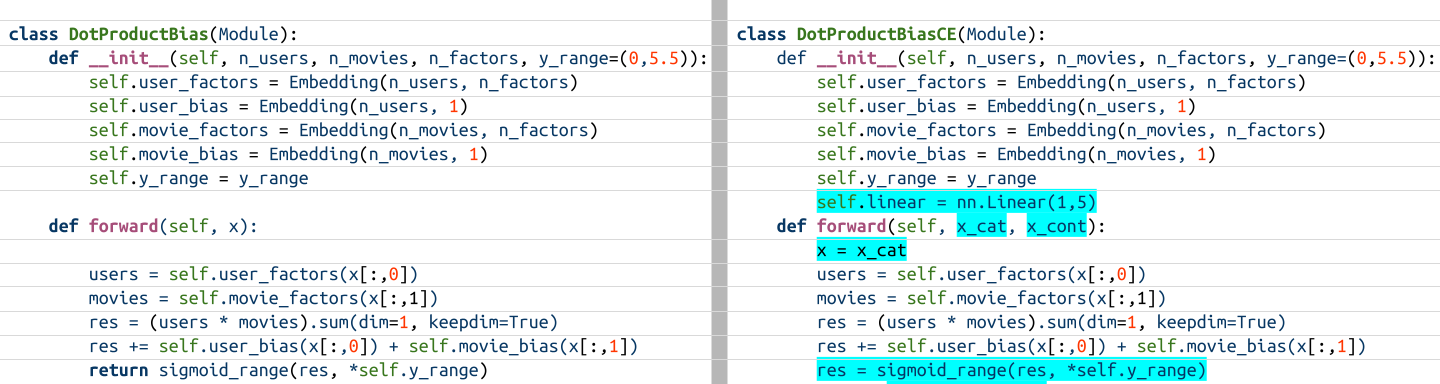 class DotProductBias(Module):
    def __init__(self, n_users, n_movies, n_factors, y_range=(0,5.5)):
        self.user_factors = Embedding(n_users, n_factors)
        self.user_bias = Embedding(n_users, 1)
        self.movie_factors = Embedding(n_movies, n_factors)
        self.movie_bias = Embedding(n_movies, 1)
        self.y_range = y_range
    def forward(self, x):
        users = self.user_factors(x[:,0])
        movies = self.movie_factors(x[:,1])
        res = (users * movies).sum(dim=1, keepdim=True)
        res += self.user_bias(x[:,0]) + self.movie_bias(x[:,1])
        return sigmoid_range(res, *self.y_range)
class DotProductBiasCE(Module):
    def __init__(self, n_users, n_movies, n_factors, y_range=(0,5.5)):
        self.user_factors = Embedding(n_users, n_factors)
        self.user_bias = Embedding(n_users, 1)
        self.movie_factors = Embedding(n_movies, n_factors)
        self.movie_bias = Embedding(n_movies, 1)
        self.y_range = y_range
        self.linear = nn.Linear(1,5)
    def forward(self, x_cat, x_cont):
        x = x_cat
        users = self.user_factors(x[:,0])
        movies = self.movie_factors(x[:,1])
        res = (users * movies).sum(dim=1, keepdim=True)
        res += self.user_bias(x[:,0]) + self.movie_bias(x[:,1])
        res = sigmoid_range(res, *self.y_range)